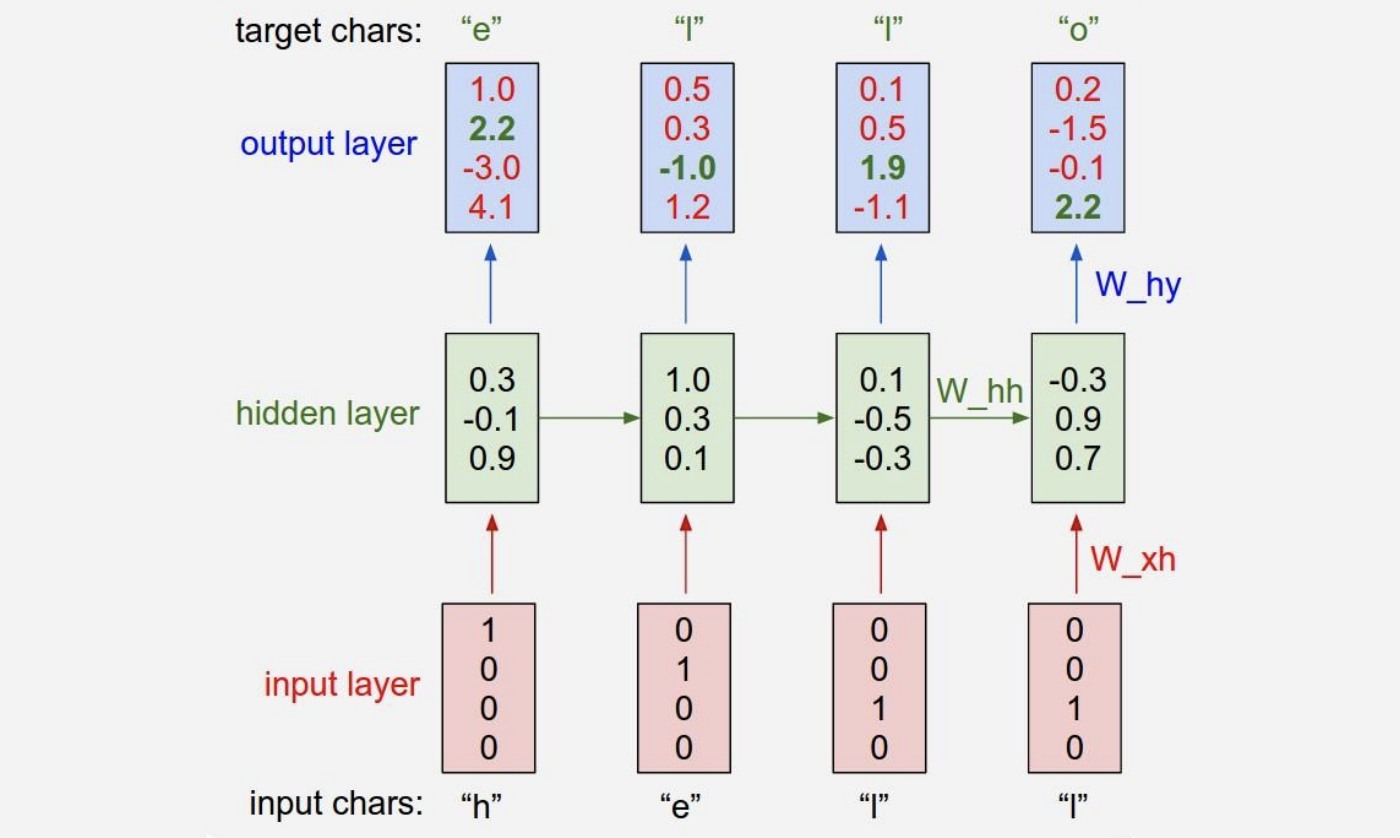 target chars: “e” “l” “l” “o”
1.0 0.5 0.1 0.2
2.2 0.3 0.5 -1.5
output layer
-3.0 -1.0 1.9 -0.1
4.1 1.2 -1.1 2.2
W_hy
0.3 1.0 0.1 -0.3
W_hh
hidden layer
-0.1 0.3 -0.5 0.9
0.9 0.1 -0.3 0.7
W_xh
1 0 0 0
0 1 0 0
input layer
0 0 1 1
0 0 0 0
input chars: “h” “e” “l” “l”